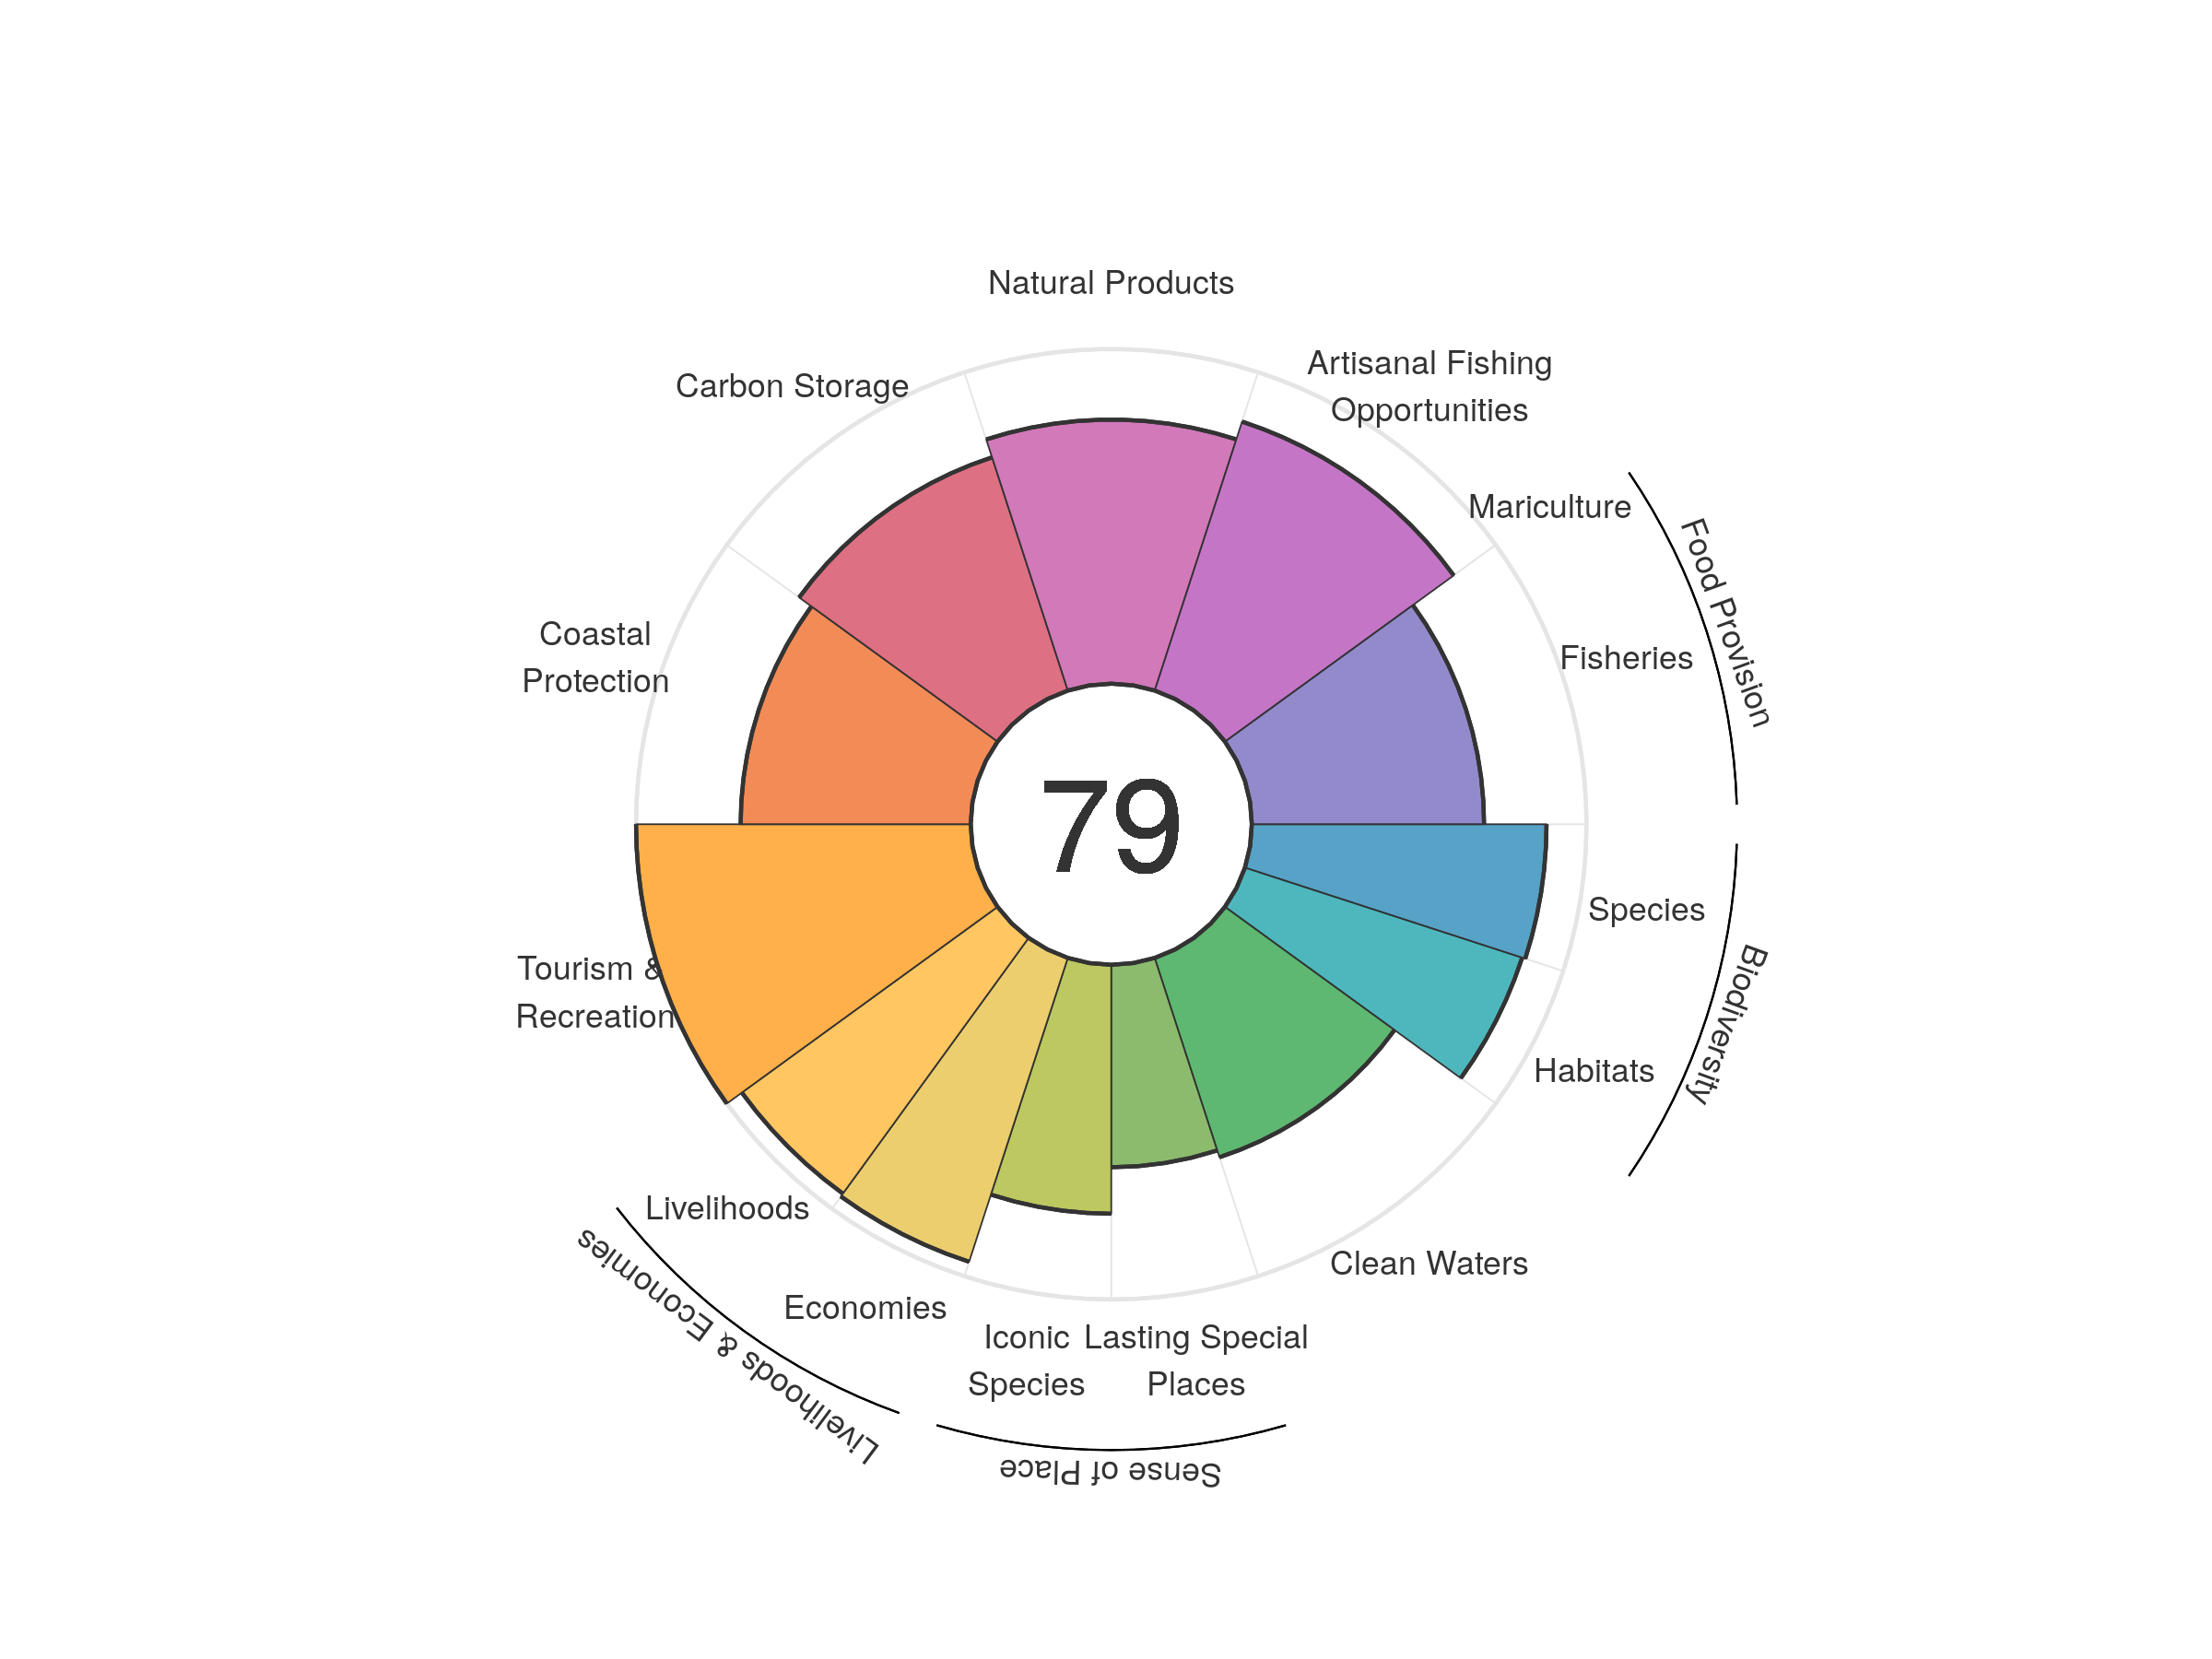 Natural Products
Artisanal Fishing
Opportunities
Carbon Storage
Mariculture
Food Provision
Coastal
Protection
Fisheries
79
Species
Biodiversity
Tourism &
Recreation
Habitats
Livelihoods
Livelihoods & Economies
Economies
Clean Waters
Iconic
Species
Lasting Special
Places
Sense of Place